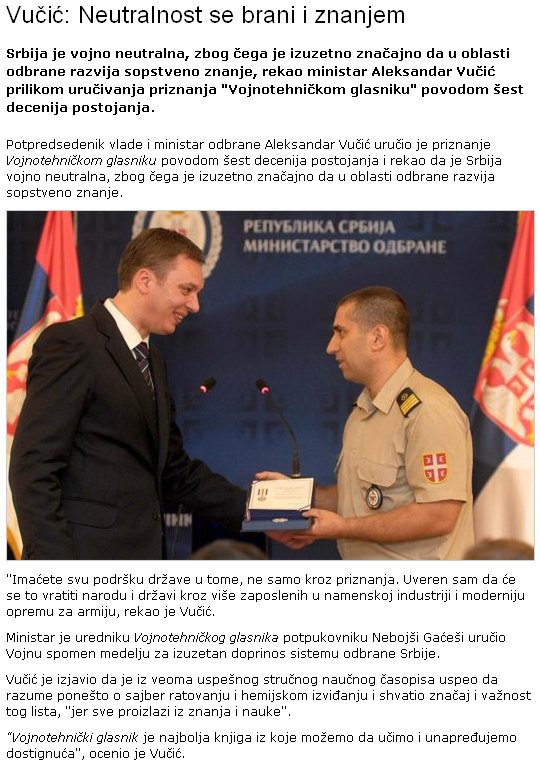 Vučić: Neutralnost se brani i znanjem
Srbija je vojno neutralna, zbog čega je izuzetno značajno da u oblasti
odbrane razvija sopstveno znanje, rekao ministar Aleksandar Vučić
prilikom uručivanja priznanja "Vojnotehničkom glasniku" povodom šest
decenija postojanja.
Potpredsedenik vlade i ministar odbrane Aleksandar Vučić uručio je priznanje
Vojnotehničkom glasniku povodom šest decenija postojanja i rekao da je Srbija
vojno neutralna, zbog čega je izuzetno značajno da u oblasti odbrane razvija
sopstveno znanje.
РЕПУБЛИКА СРБИЈА
МИНИСТАРСТВО ОДБРАНЕ
"Imaćete svu podršku države u tome, ne samo kroz priznanja. Uveren sam da će
se to vratiti narodu i državi kroz više zaposlenih u namenskoj industriji i moderniju
opremu za armiju, rekao je Vučić.
Ministar je uredniku Vojnotehničkog glasnika potpukovniku Nebojši Gaćeši uručio
Vojnu spomen medelju za izuzetan doprinos sistemu odbrane Srbije.
Vučić je izjavio da je iz veoma uspešnog stručnog naučnog časopisa uspeo da
razume ponešto o sajber ratovanju i hemijskom izviđanju i shvatio značaj i važnost
tog lista, "jer sve proizlazi iz znanja i nauke".
“Vojnotehnički glasnik je najbolja knjiga iz koje možemo da učimo i unapređujemo
dostignuća", ocenio je Vučić.